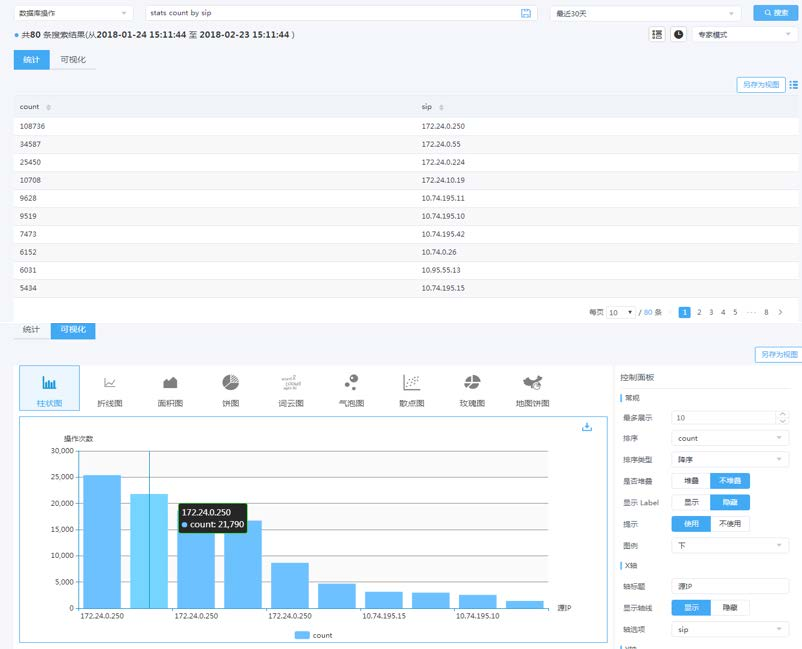 数据库操作 stats count by sip 最近30天 搜索
共80 条搜索结果(从2018-01-24 15:11:44 至 2018-02-23 15:11:44 ) 专家模式
统计 可视化
另存为视图
count sip
108736 172.24.0.250
34587 172.24.0.55
25450 172.24.0.224
10708 172.24.10.19
9628 10.74.195.11
9519 10.74.195.10
7473 10.74.195.42
6152 10.74.0.26
6031 10.95.55.13
5434 10.74.195.15
每页 10 / 80 条 1 2 3 4 5 ··· 8
统计 可视化
另存为视图
柱状图 折线图 面积图 饼图 词云图 气泡图 散点图 玫瑰图 地图饼图
操作次数
30,000
25,000
20,000
15,000
10,000
5,000
0
172.24.0.250
count: 21,790
172.24.0.250 172.24.0.250 172.24.0.250 10.74.195.15 10.74.195.10 源IP
count
控制面板
常规
最多展示 10
排序 count
排序类型 降序
是否堆叠 堆叠 不堆叠
显示 Label 显示 隐藏
提示 使用 不使用
图例 下
X轴
轴标题 源IP
显示轴线 显示 隐藏
轴选项 sip